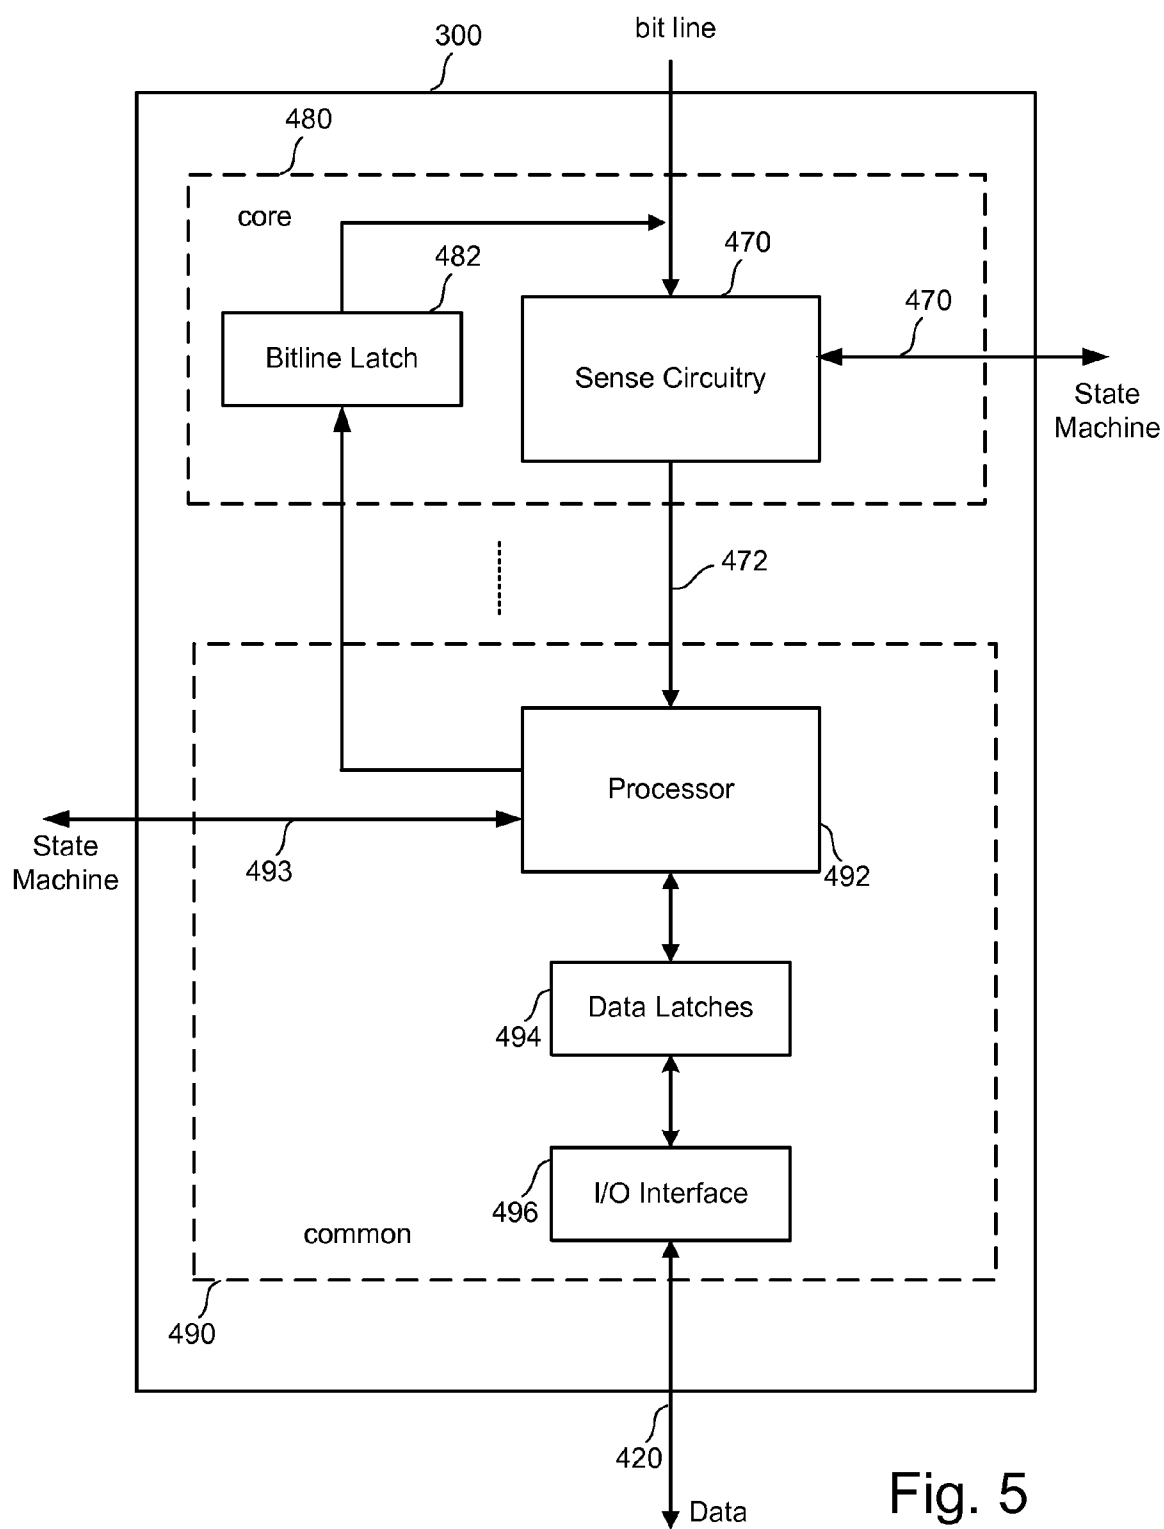 bit line
300
480
core
482
470
470
Bitline Latch
Sense Circuitry
State
Machine
472
Processor
State
Machine
493
492
Data Latches
494
I/O Interface
496
common
490
420
Data
Fig. 5